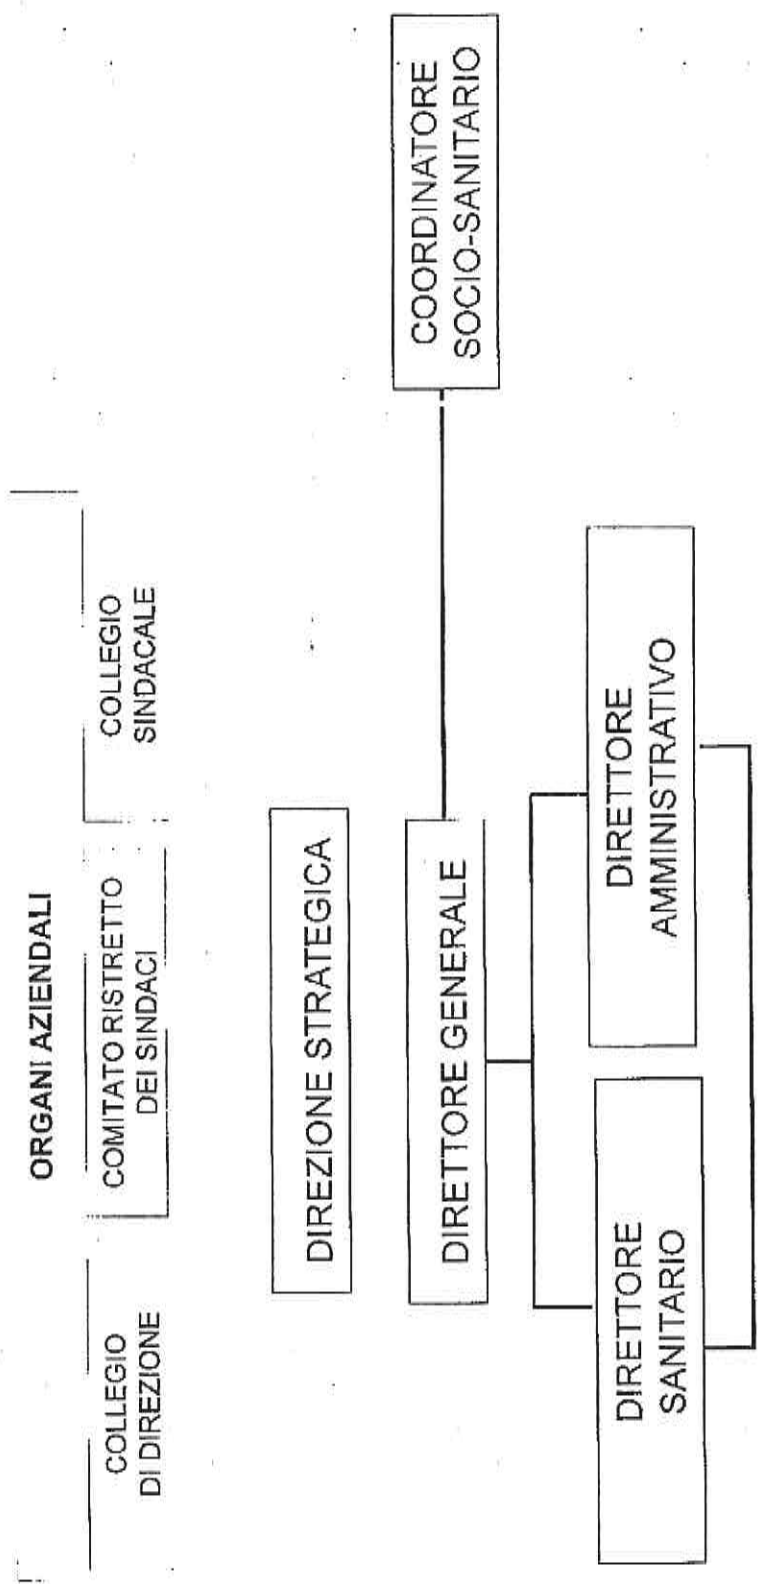 ORGANI AZIENDALI
COLLEGIO
DI DIREZIONE
COMITATO RISTRETTO
DEI SINDACI
COLLEGIO
SINDACALE
DIREZIONE STRATEGICA
DIRETTORE GENERALE
COORDINATORE
SOCIO-SANITARIO
DIRETTORE
SANITARIO
DIRETTORE
AMMINISTRATIVO